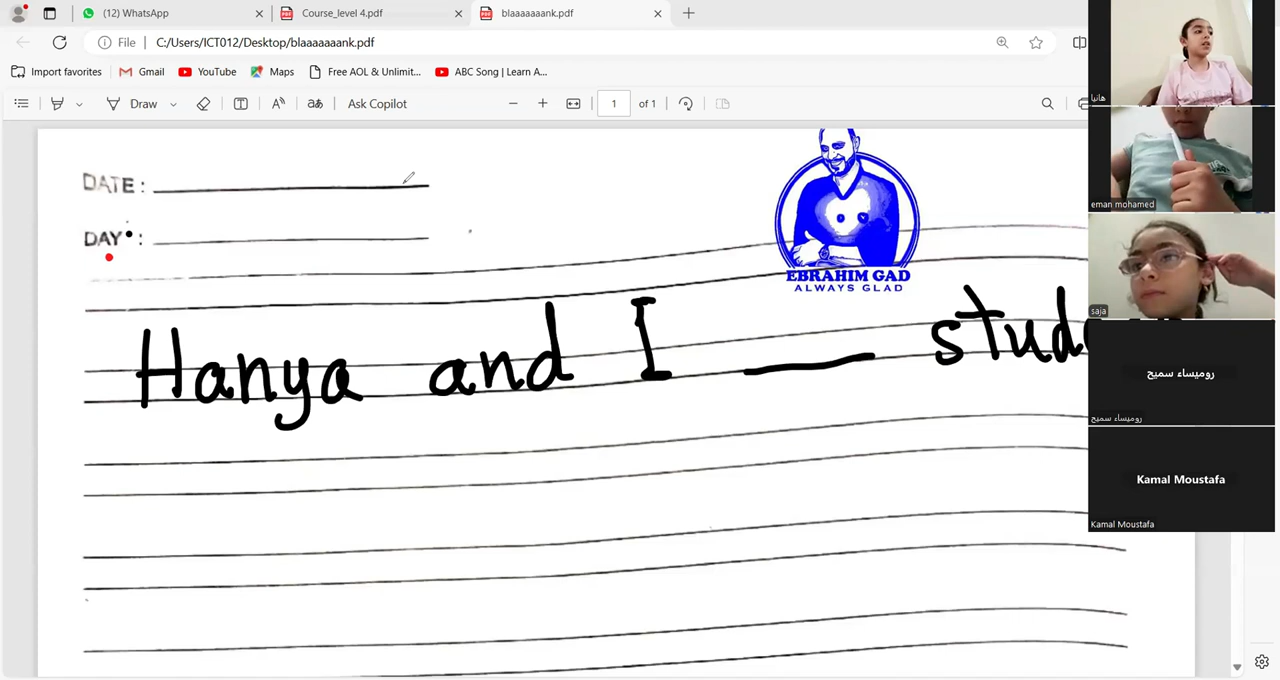 (12) WhatsApp
Course_level 4.pdf
blaaaaaaank.pdf
File
C:/Users/ICT012/Desktop/blaaaaaaank.pdf
Import favorites
Gmail
YouTube
Maps
Free AOL & Unlimit...
ABC Song | Learn A...
Draw
Ask Copilot
1 of 1
DATE :
DAY :
EBRAHIM GAD
ALWAYS GLAD
Hanya and I ___ stud
هانيا
eman mohamed
saja
روميساء سميح
روميساء سميح
Kamal Moustafa
Kamal Moustafa